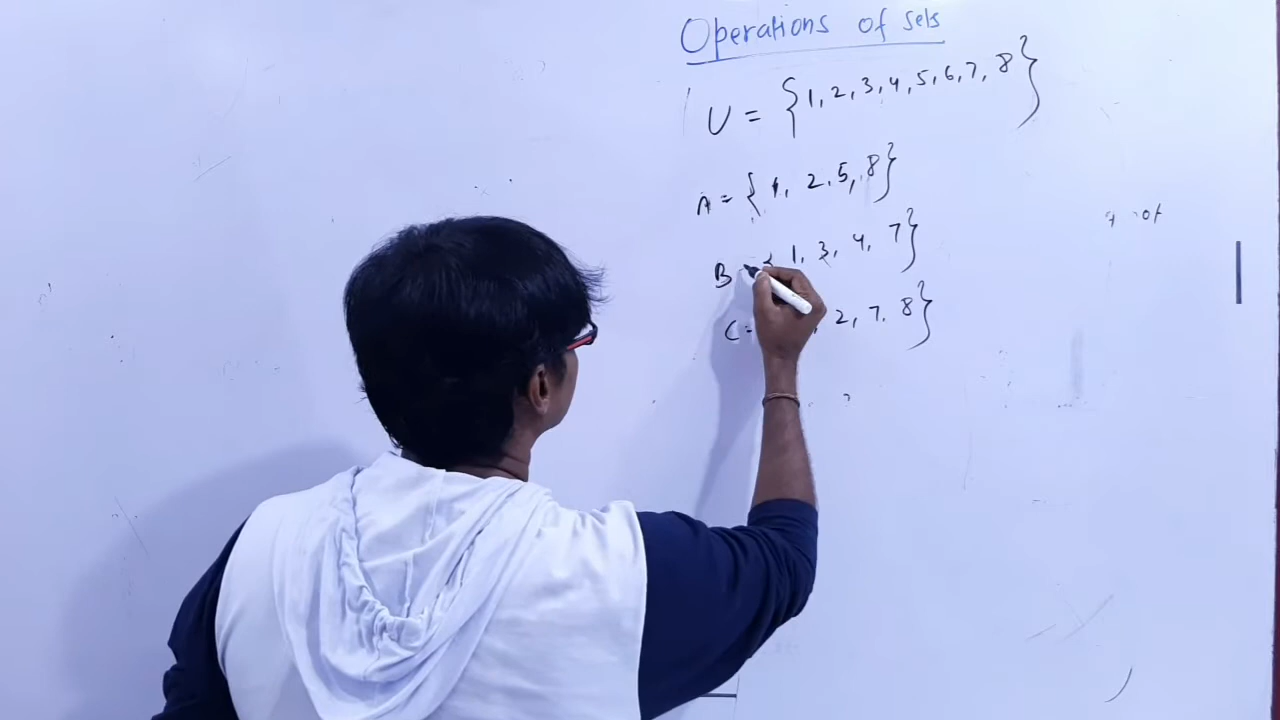 Operations of sets
U = {1, 2, 3, 4, 5, 6, 7, 8}
A = {1, 2, 5, 8}
B 1, 3, 4, 7}
C = 2, 7, 8}